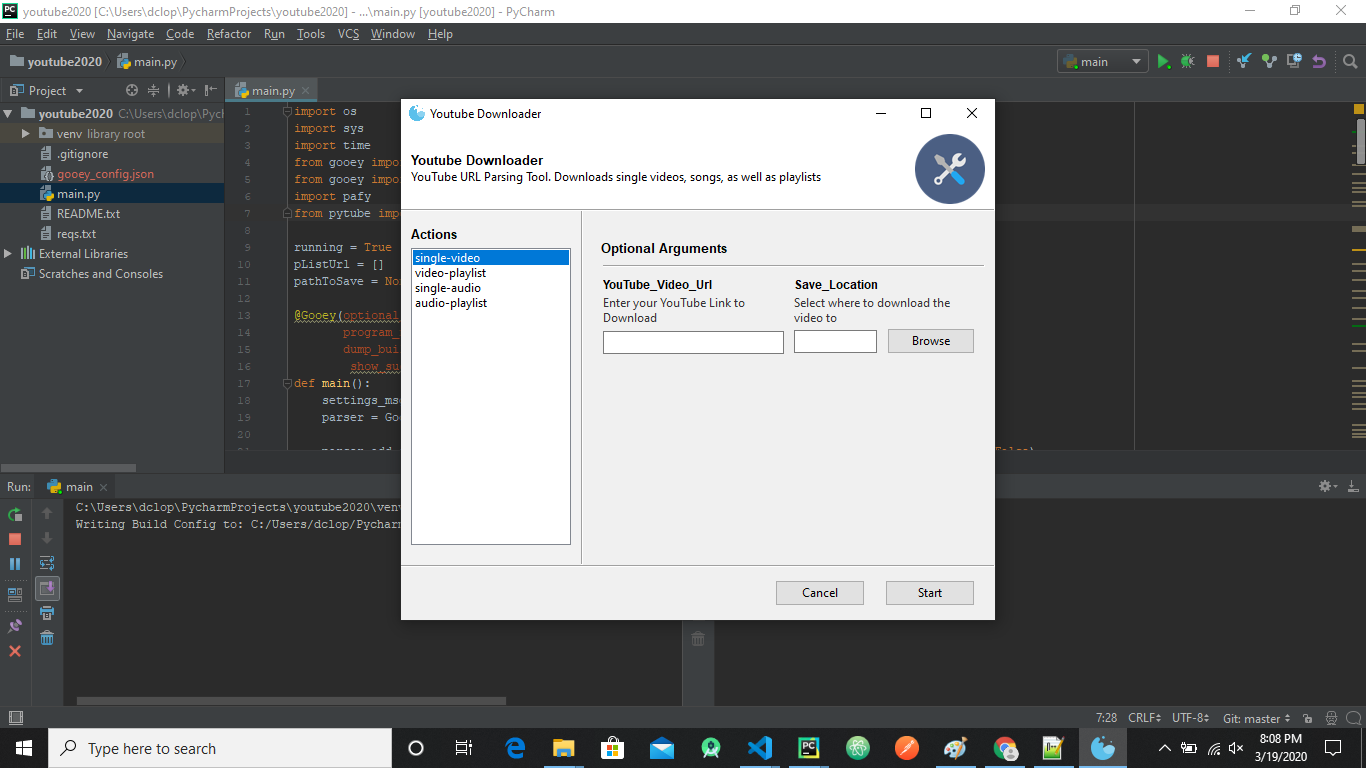 youtube2020 [C:\Users\dclop\PycharmProjects\youtube2020] - ...\main.py [youtube2020] - PyCharm
File Edit View Navigate Code Refactor Run Tools VCS Window Help
youtube2020 main.py main
Project main.py
youtube2020 C:\Users\dclop\Pycl
venv library root
.gitignore
gooey_config.json
main.py
README.txt
reqs.txt
External Libraries
Scratches and Consoles
1 import os
2 import sys
3 import time
4 from gooey impor
5 from gooey impor
6 import pafy
7 from pytube impo
8
9 running = True
10 pListUrl = []
11 pathToSave = Non
12
13 @Gooey(optional
14 program_
15 dump_bui
16 show_su
17 def main():
18 settings_ms
19 parser = Goo
20
Youtube Downloader
Youtube Downloader
YouTube URL Parsing Tool. Downloads single videos, songs, as well as playlists
Actions
single-video
video-playlist
single-audio
audio-playlist
Optional Arguments
YouTube_Video_Url Save_Location
Enter your YouTube Link to Select where to download the
Download video to
Browse
Cancel Start
Run: main
C:\Users\dclop\PycharmProjects\youtube2020\venv
Writing Build Config to: C:/Users/dclop/Pycharm
7:28 CRLF UTF-8 Git: master
Type here to search
8:08 PM
3/19/2020